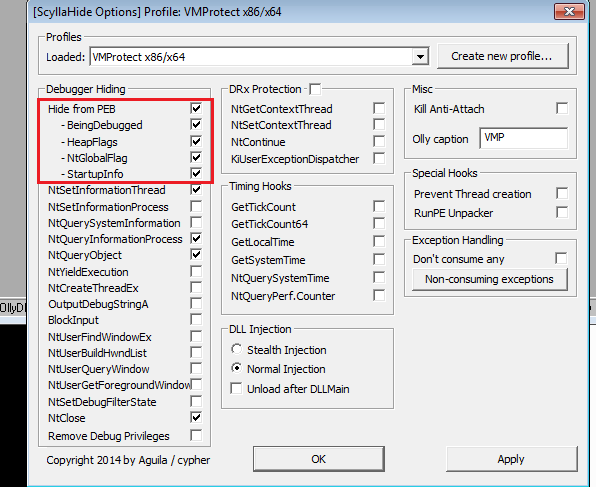 [ScyllaHide Options] Profile: VMProtect x86/x64
Profiles
Loaded: VMProtect x86/x64
Create new profile...
Debugger Hiding
Hide from PEB
- BeingDebugged
- HeapFlags
- NtGlobalFlag
- StartupInfo
NtSetInformationThread
NtSetInformationProcess
NtQuerySystemInformation
NtQueryInformationProcess
NtQueryObject
NtYieldExecution
NtCreateThreadEx
OutputDebugStringA
BlockInput
NtUserFindWindowEx
NtUserBuildHwndList
NtUserQueryWindow
NtUserGetForegroundWindow
NtSetDebugFilterState
NtClose
Remove Debug Privileges
DRx Protection
NtGetContextThread
NtSetContextThread
NtContinue
KiUserExceptionDispatcher
Timing Hooks
GetTickCount
GetTickCount64
GetLocalTime
GetSystemTime
NtQuerySystemTime
NtQueryPerf.Counter
DLL Injection
Stealth Injection
Normal Injection
Unload after DLLMain
Misc
Kill Anti-Attach
Olly caption VMP
Special Hooks
Prevent Thread creation
RunPE Unpacker
Exception Handling
Don't consume any
Non-consuming exceptions
Copyright 2014 by Aguila / cypher
OK
Apply